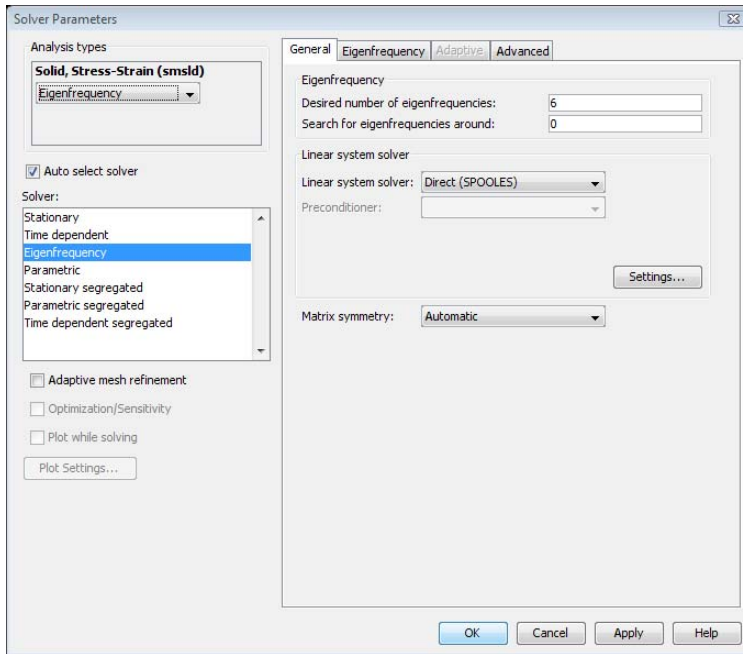 Solver Parameters
Analysis types
Solid, Stress-Strain (smsld)
Eigenfrequency
Auto select solver
Solver:
Stationary
Time dependent
Eigenfrequency
Parametric
Stationary segregated
Parametric segregated
Time dependent segregated
Adaptive mesh refinement
Optimization/Sensitivity
Plot while solving
Plot Settings...
General Eigenfrequency Adaptive Advanced
Eigenfrequency
Desired number of eigenfrequencies: 6
Search for eigenfrequencies around: 0
Linear system solver
Linear system solver: Direct (SPOOLES)
Preconditioner:
Settings...
Matrix symmetry: Automatic
OK Cancel Apply Help